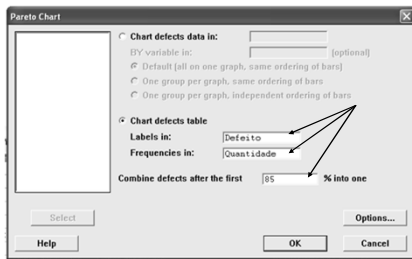 Pareto Chart
Chart defects data in:
BY variable in: (optional)
Default (all on one graph, same ordering of bars)
One group per graph, same ordering of bars
One group per graph, independent ordering of bars
Chart defects table
Labels in: Defeito
Frequencies in: Quantidade
Combine defects after the first 85 % into one
Select Options...
Help OK Cancel